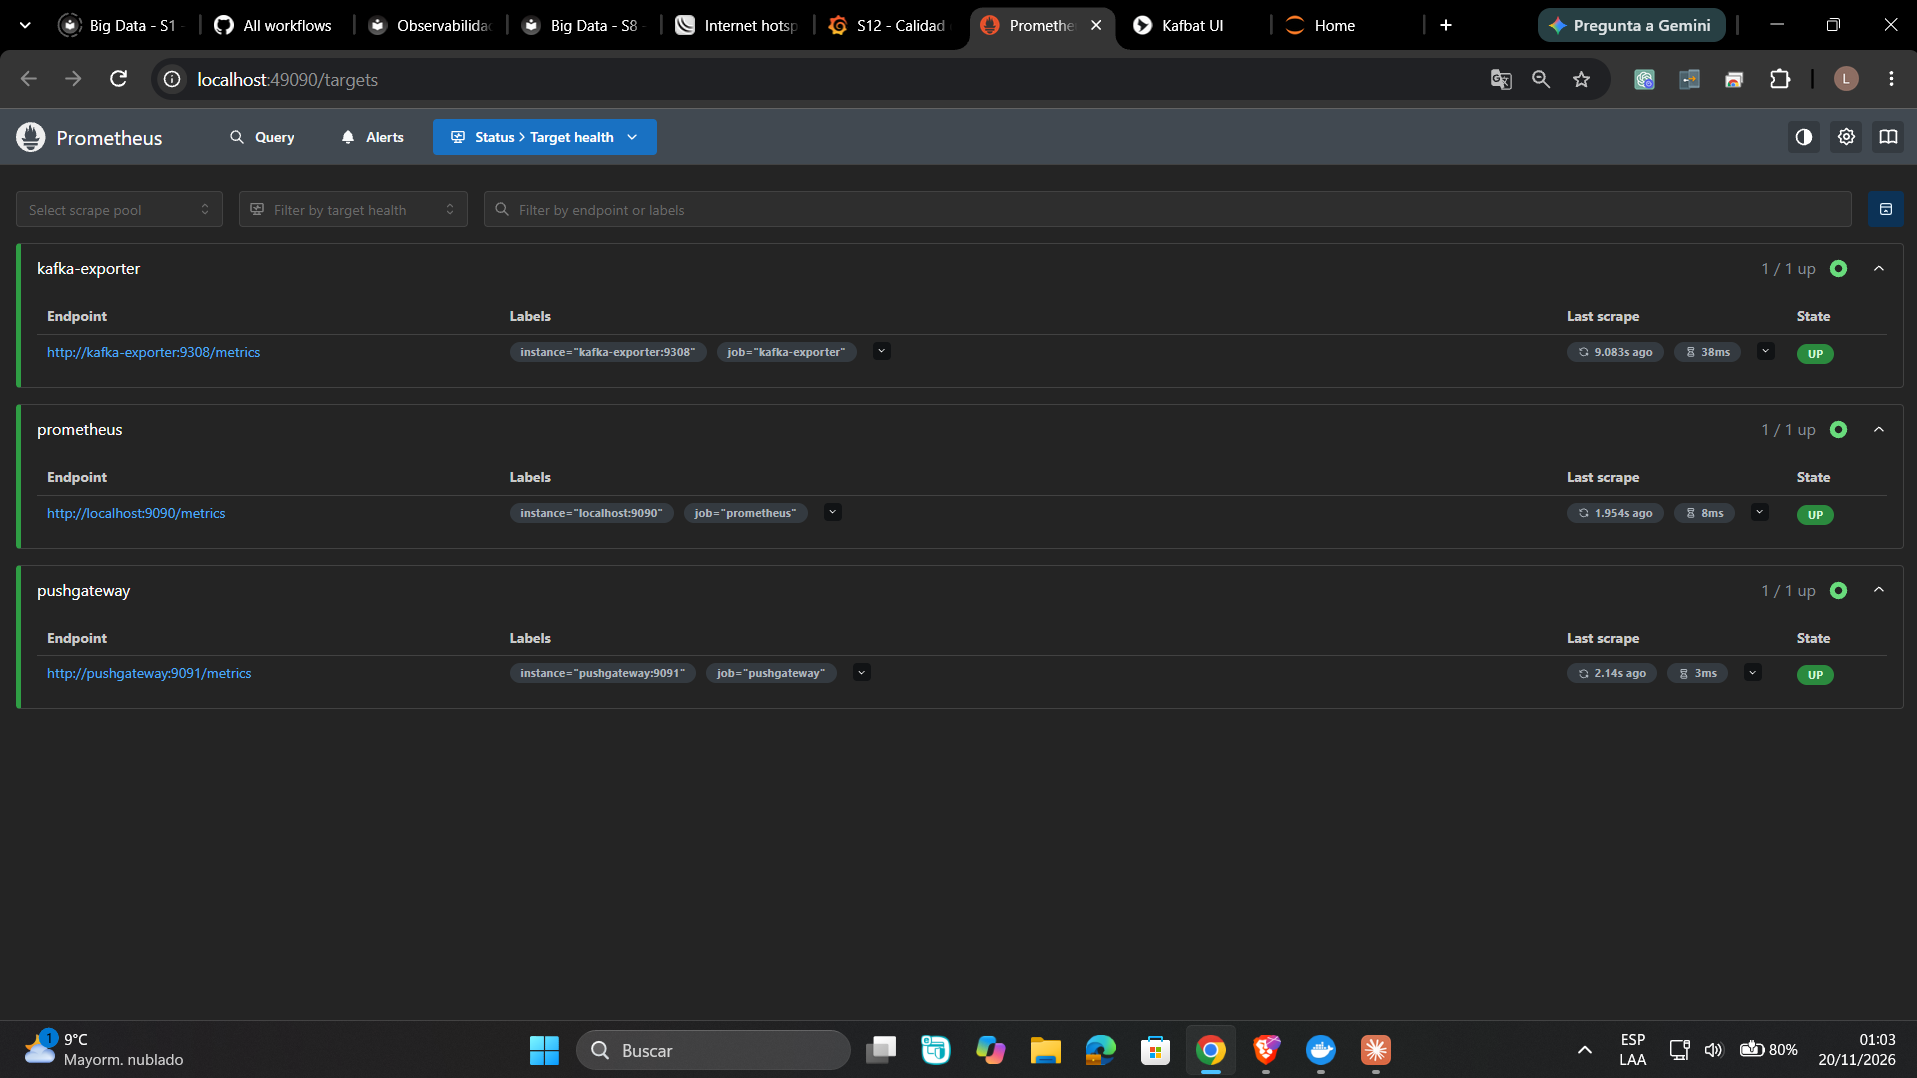 Big Data - S1
All workflows
Observabilidad
Big Data - S8
Internet hotsp
S12 - Calidad
Promethe
Kafbat UI
Home
Pregunta a Gemini
localhost:49090/targets
L
Prometheus
Query
Alerts
Status > Target health
Select scrape pool
Filter by target health
Filter by endpoint or labels
kafka-exporter
1 / 1 up
Endpoint Labels Last scrape State
http://kafka-exporter:9308/metrics instance="kafka-exporter:9308" job="kafka-exporter" 9.083s ago 38ms UP
prometheus
1 / 1 up
Endpoint Labels Last scrape State
http://localhost:9090/metrics instance="localhost:9090" job="prometheus" 1.954s ago 8ms UP
pushgateway
1 / 1 up
Endpoint Labels Last scrape State
http://pushgateway:9091/metrics instance="pushgateway:9091" job="pushgateway" 2.14s ago 3ms UP
1
9°C
Mayorm. nublado
Buscar
ESP
LAA
80%
01:03
20/11/2026